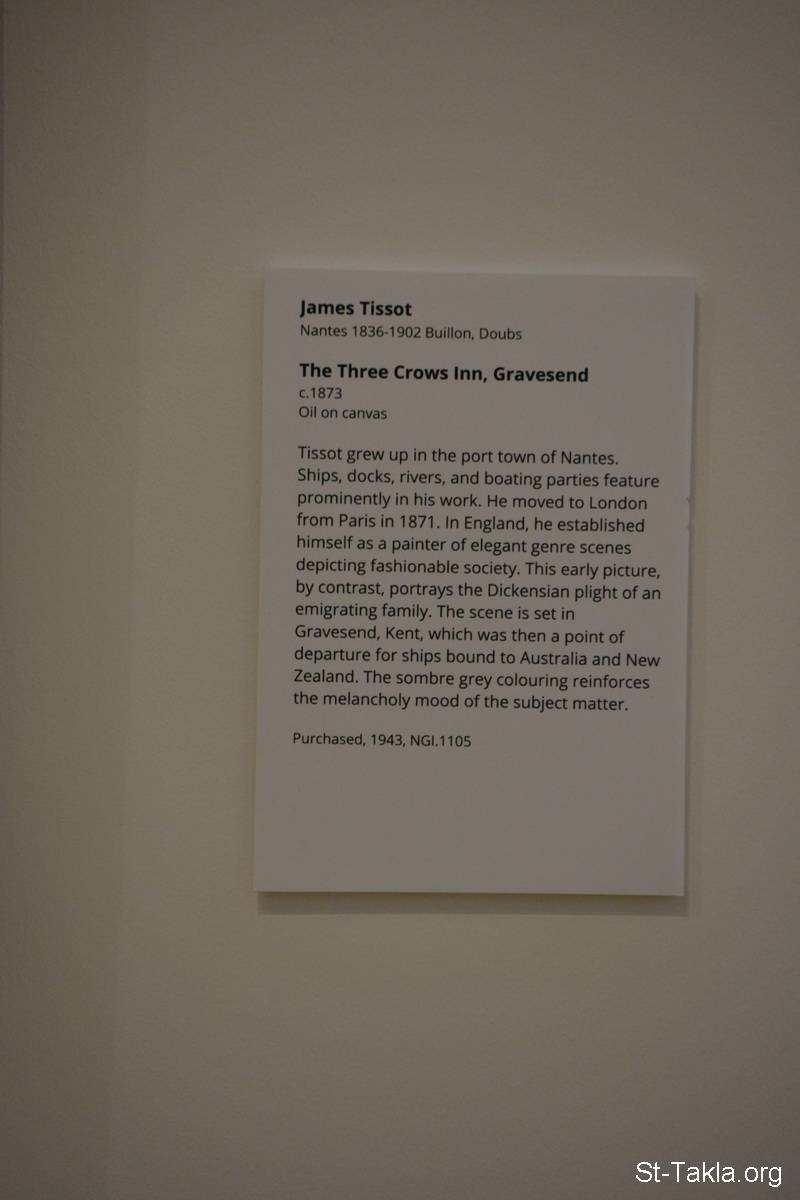 James Tissot
Nantes 1836-1902 Buillon, Doubs
The Three Crows Inn, Gravesend
c.1873
Oil on canvas
Tissot grew up in the port town of Nantes.
Ships, docks, rivers, and boating parties feature
prominently in his work. He moved to London
from Paris in 1871. In England, he established
himself as a painter of elegant genre scenes
depicting fashionable society. This early picture,
by contrast, portrays the Dickensian plight of an
emigrating family. The scene is set in
Gravesend, Kent, which was then a point of
departure for ships bound to Australia and New
Zealand. The sombre grey colouring reinforces
the melancholy mood of the subject matter.
Purchased, 1943, NGI.1105
St-Takla.org